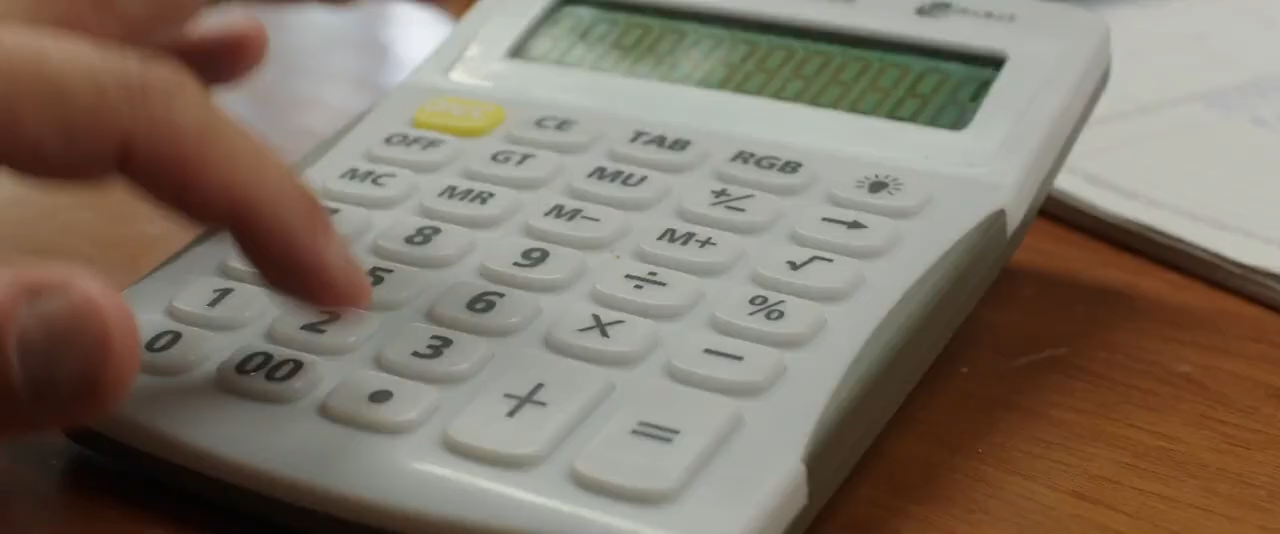 CE TAB RGB
OFF GT MU +/− →
MC MR M− M+ √
8 9 ÷ %
5 6 X −
1 2 3 + =
0 00 •